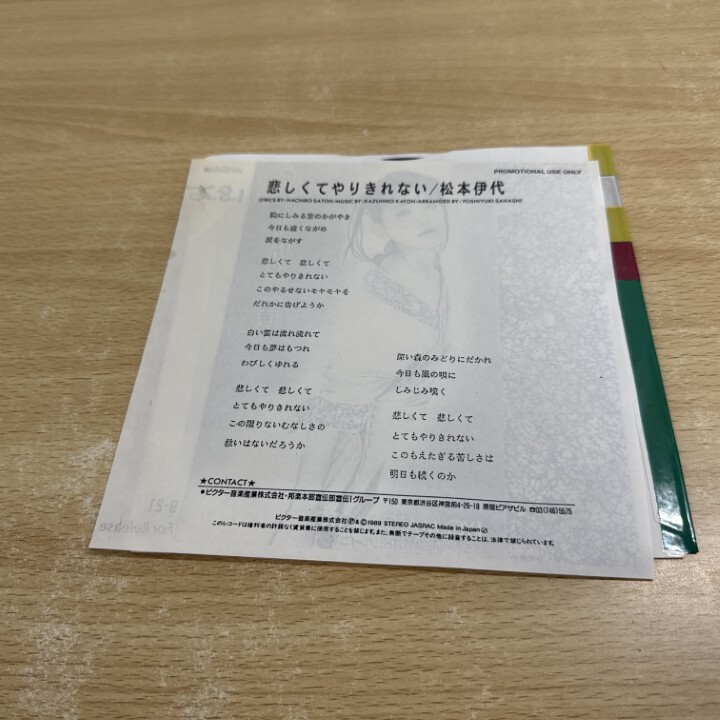 PROMOTIONAL USE ONLY
悲しくてやりきれない/松本伊代
LYRICS BY・HACHIRO SATOH/MUSIC BY・KAZUHIKO KATOH/ARRANGED BY・TOSHIYUKI SAWASHI
胸にしみる空のかがやき
今日も遠くながめ
涙をながす
悲しくて 悲しくて
とてもやりきれない
このやるせないモヤモヤを
だれかに告げようか
白い雲は流れ流れて
今日も夢はもつれ
わびしくゆれる
悲しくて 悲しくて
とてもやりきれない
この限りないむなしさの
救いはないだろうか
深い森のみどりにだかれ
今日も風の唄に
しみじみ嘆く
悲しくて 悲しくて
とてもやりきれない
このもえたぎる苦しさは
明日も続くのか
★CONTACT★
●ビクター音楽産業株式会社・邦楽本部宣伝部宣伝1グループ 〒150 東京都渋谷区神宮前4-26-18 原宿ピアザビル ☎03(746)5575
ビクター音楽産業株式会社Ⓟ&Ⓒ1989 STEREO JASRAC Made in Japan
このレコードは権利者の許諾なく賃貸業に使用することを禁じます。また、無断でテープその他に録音することは、法律で禁じられています。
For Release